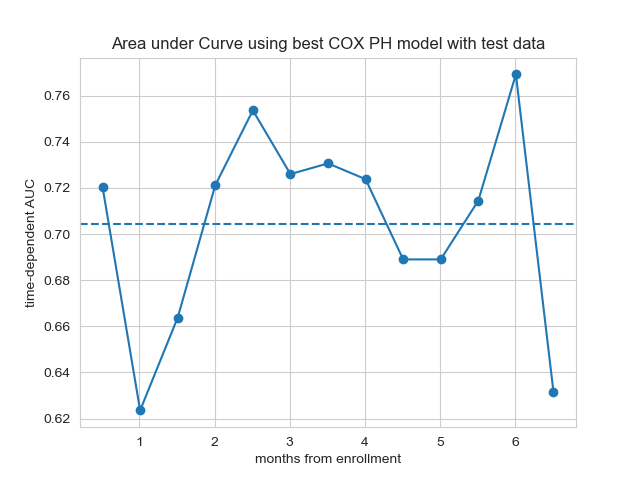 Area under Curve using best COX PH model with test data
time-dependent AUC
0.76
0.74
0.72
0.70
0.68
0.66
0.64
0.62
1 2 3 4 5 6
months from enrollment